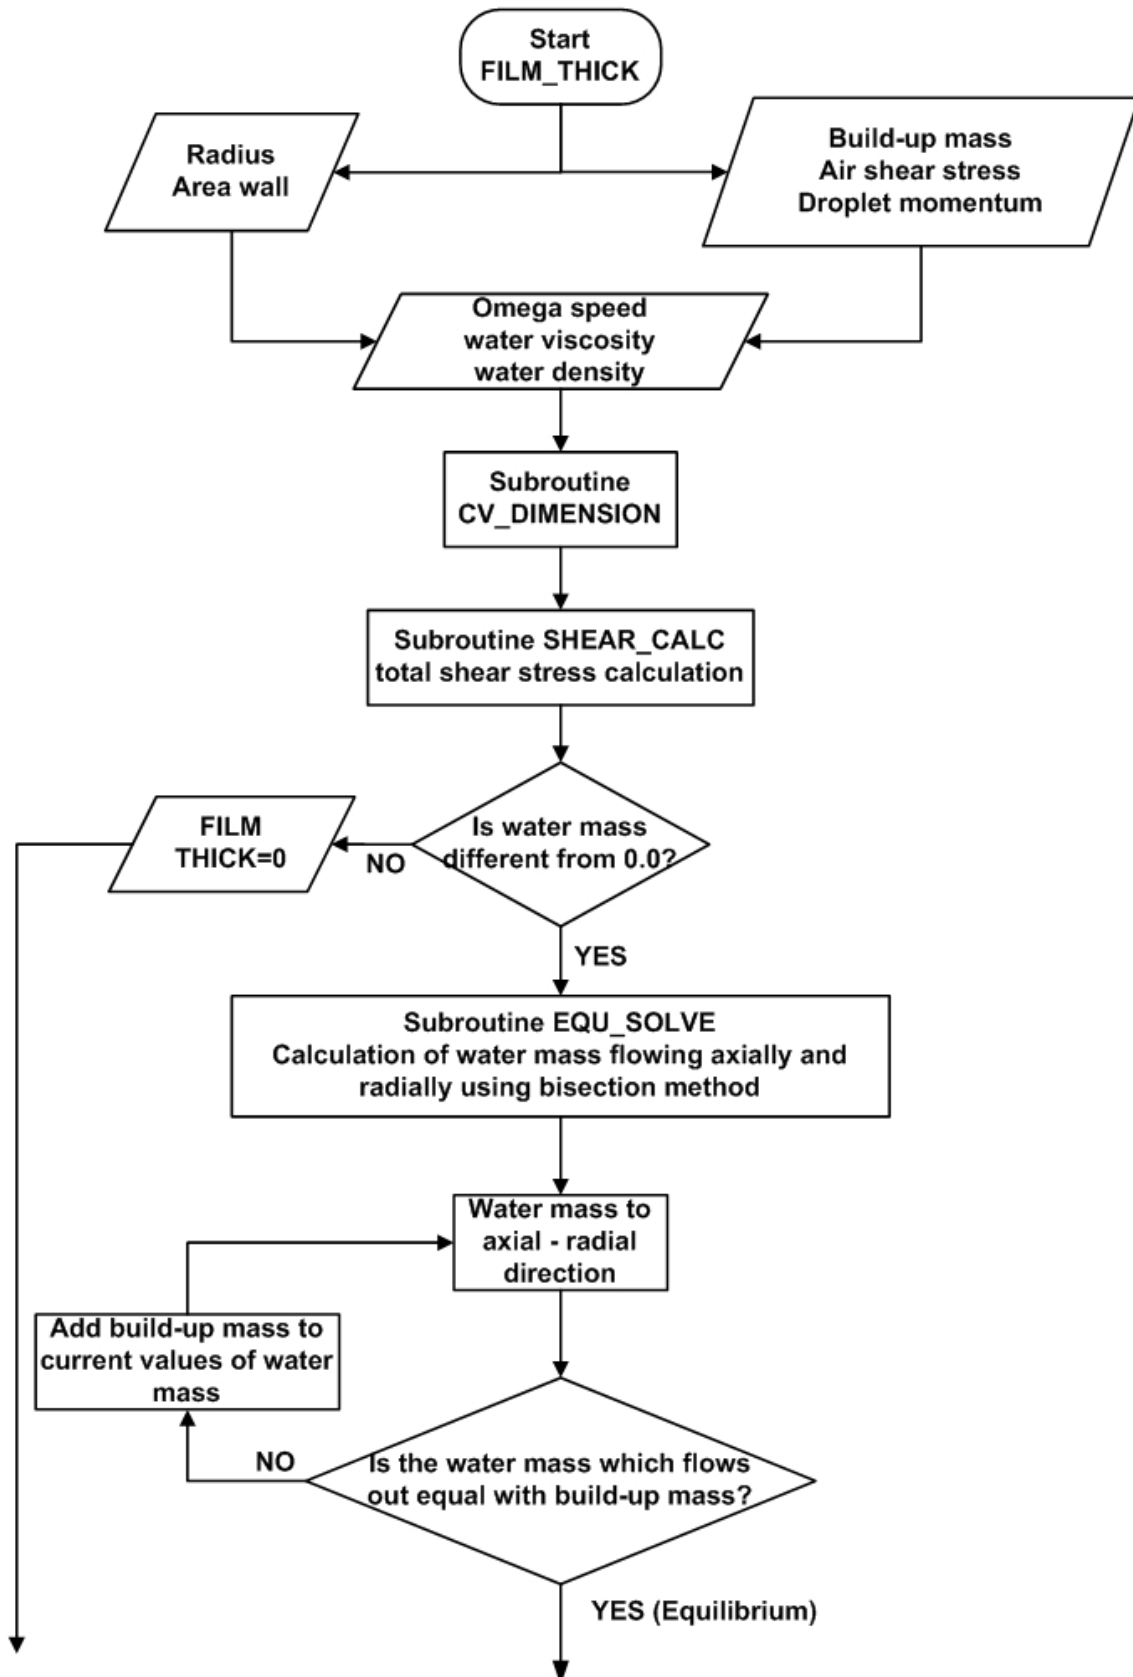 Start
FILM_THICK
Radius
Area wall
Build-up mass
Air shear stress
Droplet momentum
Omega speed
water viscosity
water density
Subroutine
CV_DIMENSION
Subroutine SHEAR_CALC
total shear stress calculation
Is water mass
different from 0.0?
NO
FILM
THICK=0
YES
Subroutine EQU_SOLVE
Calculation of water mass flowing axially and
radially using bisection method
Water mass to
axial - radial
direction
Add build-up mass to
current values of water
mass
NO
Is the water mass which flows
out equal with build-up mass?
YES (Equilibrium)